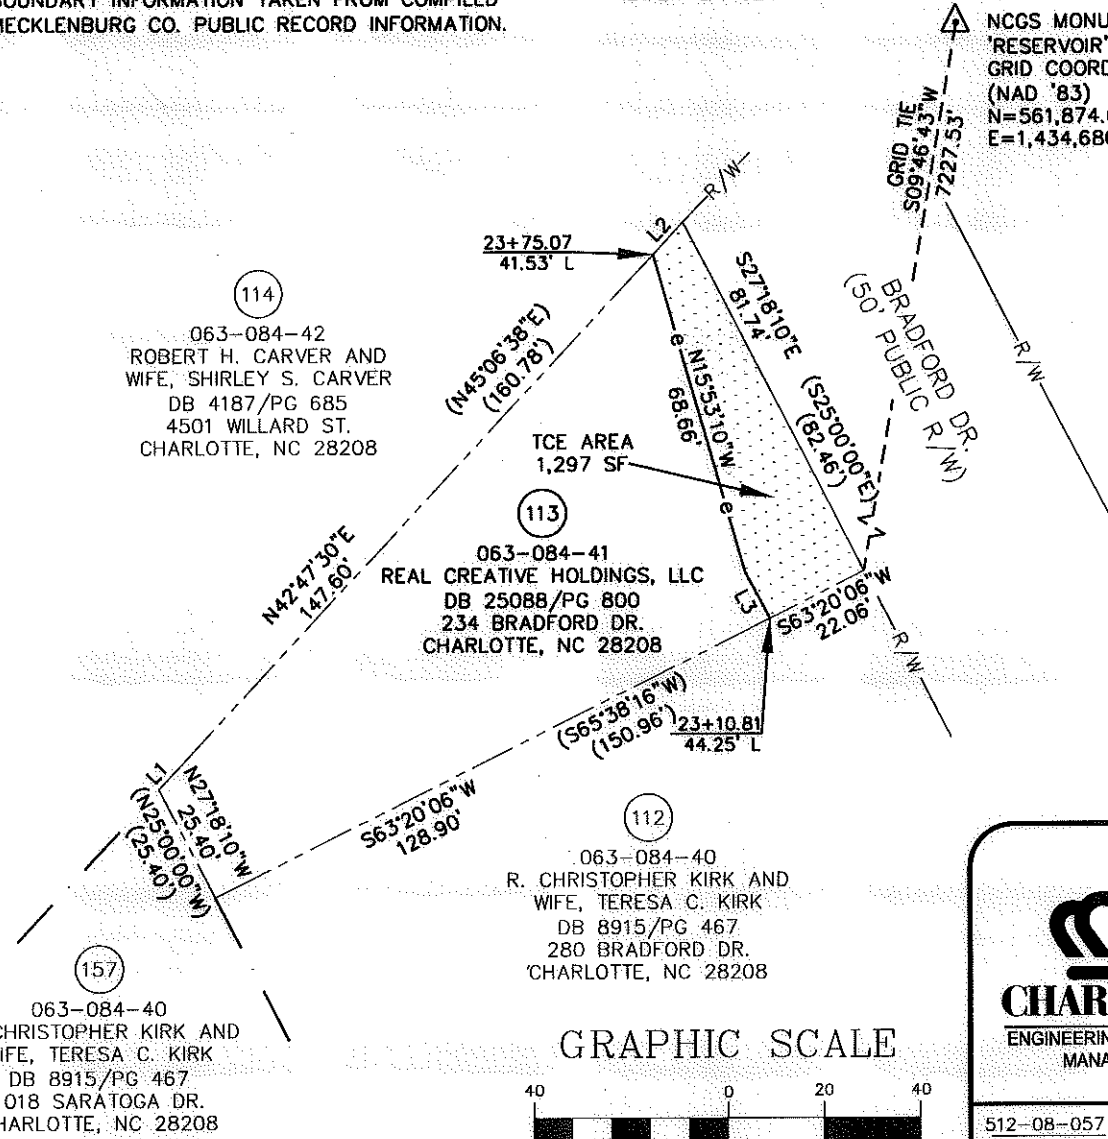 BOUNDARY INFORMATION TAKEN FROM COMPILED
MECKLENBURG CO. PUBLIC RECORD INFORMATION.
NCGS MONU
'RESERVOIR'
GRID COORD
(NAD '83)
N=561,874.
E=1,434,680
GRID TIE
S09°46'43"W
7227.53'
R/W
L2
23+75.07
41.53' L
S27°18'10"E
81.74'
(S25°00'00"E)
(82.46')
BRADFORD DR.
(50' PUBLIC R/W)
R/W
114
063-084-42
ROBERT H. CARVER AND
WIFE, SHIRLEY S. CARVER
DB 4187/PG 685
4501 WILLARD ST.
CHARLOTTE, NC 28208
(N45°06'38"E)
(160.78')
e
N15°53'10"W
68.66'
e
TCE AREA
1,297 SF
113
063-084-41
REAL CREATIVE HOLDINGS, LLC
DB 25088/PG 800
234 BRADFORD DR.
CHARLOTTE, NC 28208
N42°47'30"E
147.60'
L3
S63°20'06"W
22.06'
R/W
(S65°38'16"W)
(150.96')
23+10.81
44.25' L
L1
N27°18'10"W
25.40'
(N25°00'00"W)
(25.40')
S63°20'06"W
128.90'
112
063-084-40
R. CHRISTOPHER KIRK AND
WIFE, TERESA C. KIRK
DB 8915/PG 467
280 BRADFORD DR.
CHARLOTTE, NC 28208
157
063-084-40
CHRISTOPHER KIRK AND
IFE, TERESA C. KIRK
DB 8915/PG 467
018 SARATOGA DR.
HARLOTTE, NC 28208
GRAPHIC SCALE
40 0 20 40
CHAR
ENGINEERIN
MANA
512-08-057